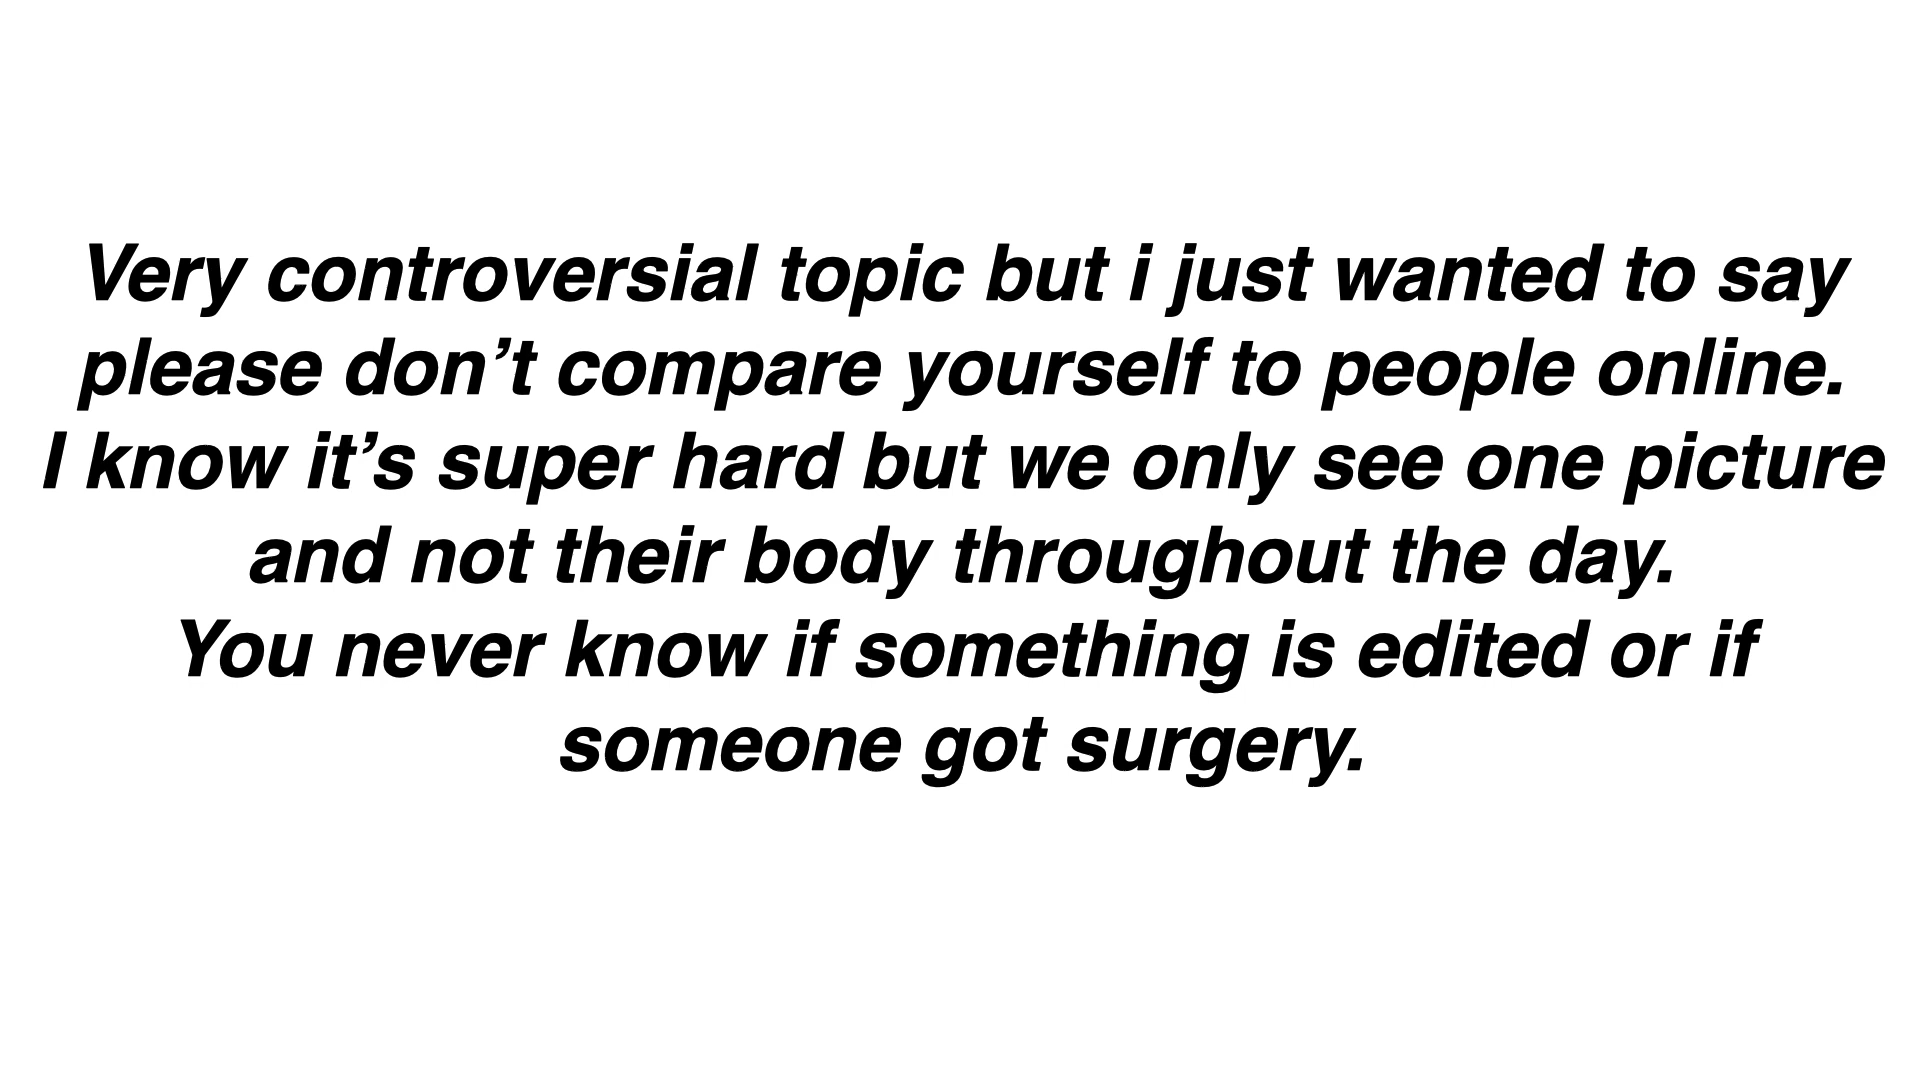 Very controversial topic but i just wanted to say
please don’t compare yourself to people online.
I know it’s super hard but we only see one picture
and not their body throughout the day.
You never know if something is edited or if
someone got surgery.